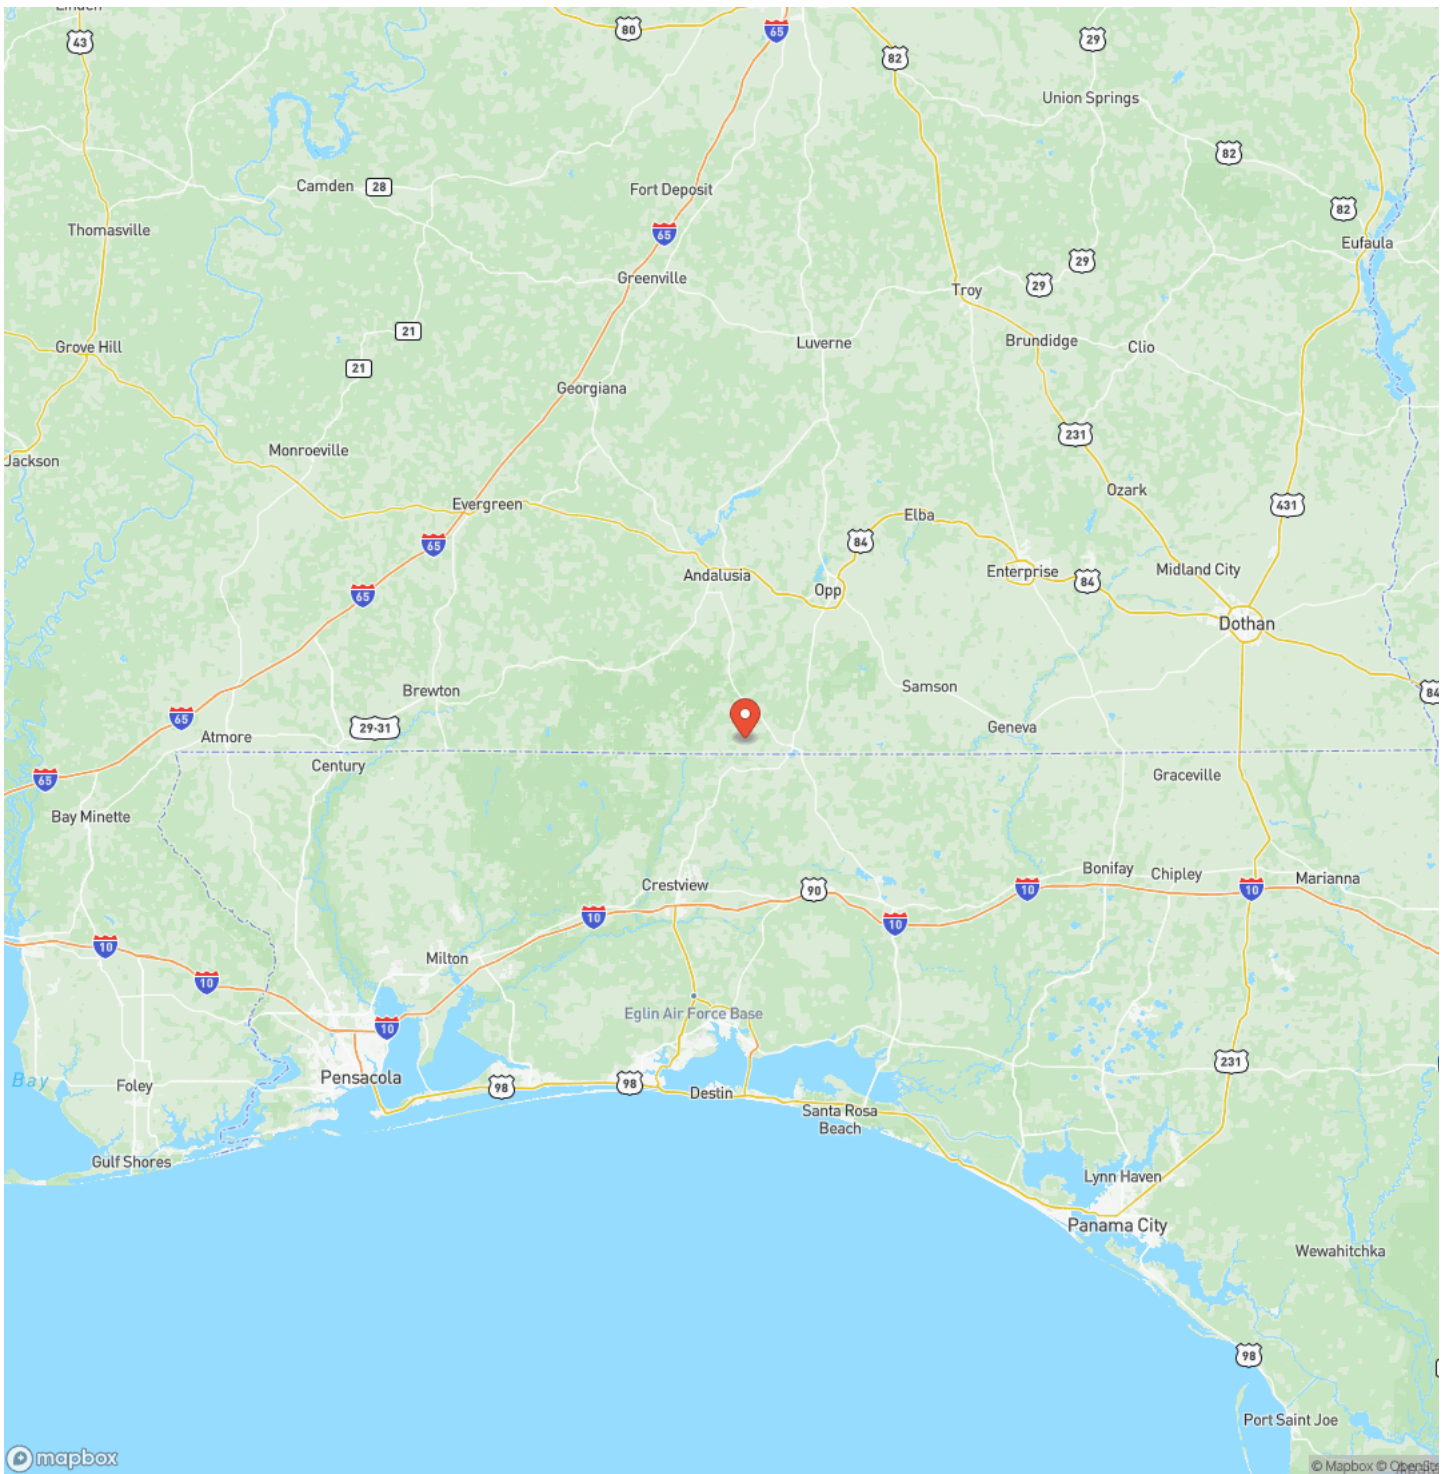 Linden
43
80
65
82
29
Union Springs
82
Camden
28
Fort Deposit
82
Thomasville
65
Eufaula
29
Greenville
29
Troy
21
Brundidge
Luverne
Clio
Grove Hill
21
Georgiana
231
Monroeville
Jackson
Ozark
Evergreen
431
Elba
84
65
Andalusia
Enterprise
Midland City
84
Opp
65
Dothan
Samson
Brewton
84
65
29-31
Geneva
Atmore
Century
Graceville
65
Bay Minette
Bonifay
Chipley
Marianna
Crestview
90
10
10
10
10
10
Milton
10
Eglin Air Force Base
10
231
Pensacola
Bay
Foley
98
98
Destin
Santa Rosa
Beach
Gulf Shores
Lynn Haven
Panama City
Wewahitchka
98
Port Saint Joe
mapbox
© Mapbox © OpenStr